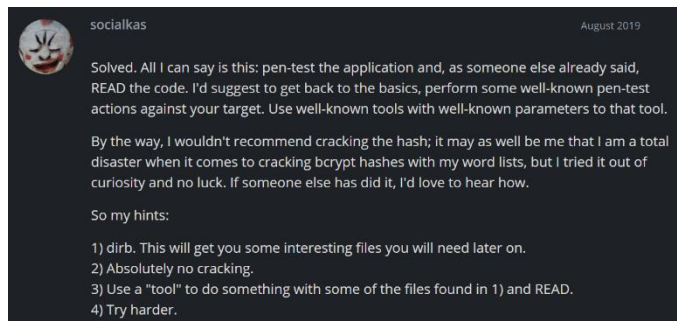 socialkas
August 2019
Solved. All I can say is this: pen-test the application and, as someone else already said,
READ the code. I'd suggest to get back to the basics, perform some well-known pen-test
actions against your target. Use well-known tools with well-known parameters to that tool.
By the way, I wouldn't recommend cracking the hash; it may as well be me that I am a total
disaster when it comes to cracking bcrypt hashes with my word lists, but I tried it out of
curiosity and no luck. If someone else has did it, I'd love to hear how.
So my hints:
1) dirb. This will get you some interesting files you will need later on.
2) Absolutely no cracking.
3) Use a "tool" to do something with some of the files found in 1) and READ.
4) Try harder.